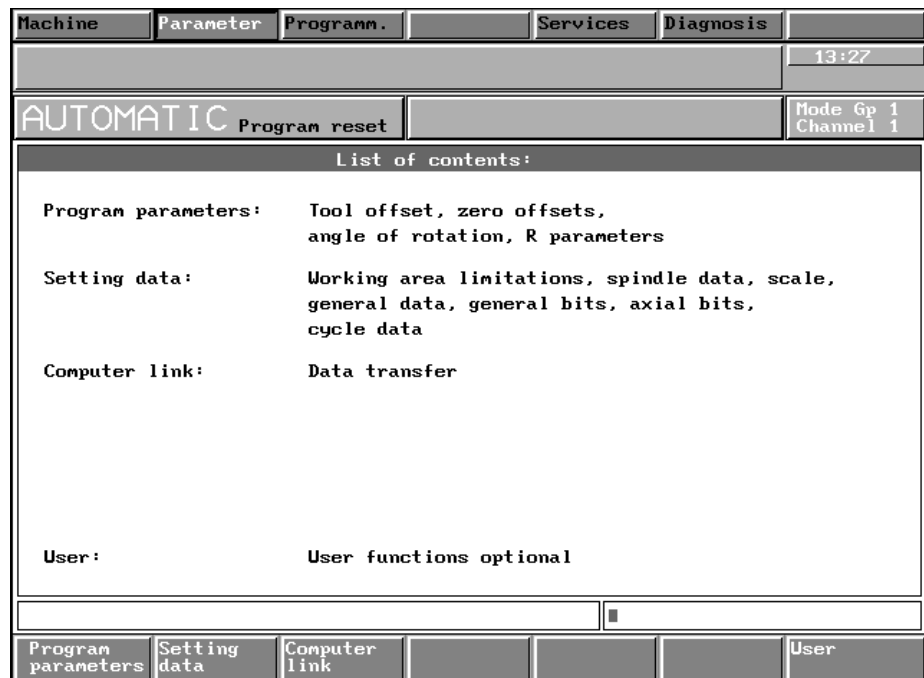 Machine Parameter Programm. Services Diagnosis
13:27
AUTOMATIC Program reset Mode Gp 1
Channel 1
List of contents:
Program parameters: Tool offset, zero offsets,
angle of rotation, R parameters
Setting data: Working area limitations, spindle data, scale,
general data, general bits, axial bits,
cycle data
Computer link: Data transfer
User: User functions optional
Program Setting Computer User
parameters data link